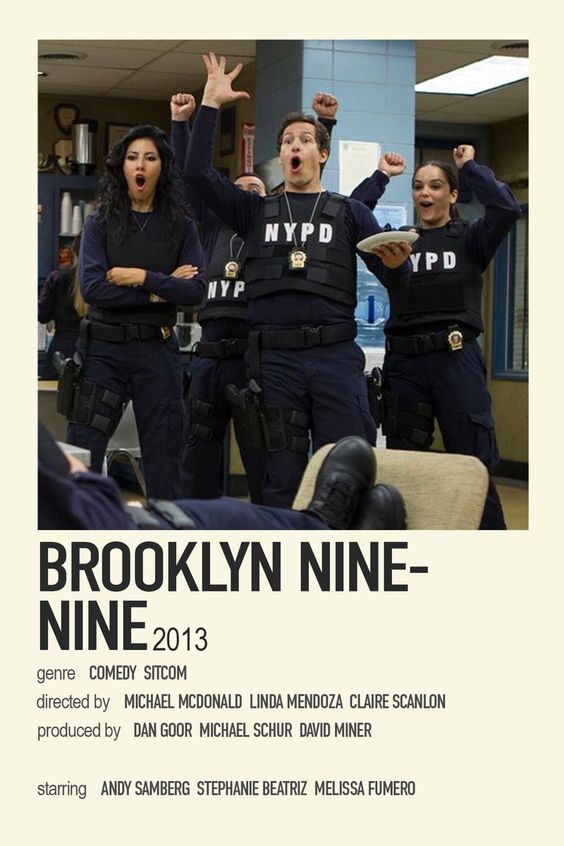 NYPD
NYP
YPD
BROOKLYN NINE-
NINE 2013
genre COMEDY SITCOM
directed by MICHAEL MCDONALD LINDA MENDOZA CLAIRE SCANLON
produced by DAN GOOR MICHAEL SCHUR DAVID MINER
starring ANDY SAMBERG STEPHANIE BEATRIZ MELISSA FUMERO